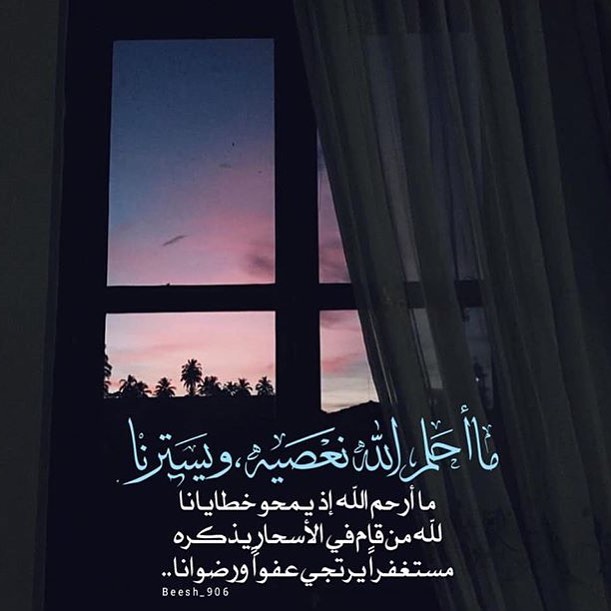 ما أحلم الله نعصيه، ويسترنا
ما أرحم الله إذ يمحو خطايانا
لله من قام في الأسحار يذكره
مستغفراً يرتجي عفواً ورضوانا..
Beesh_906